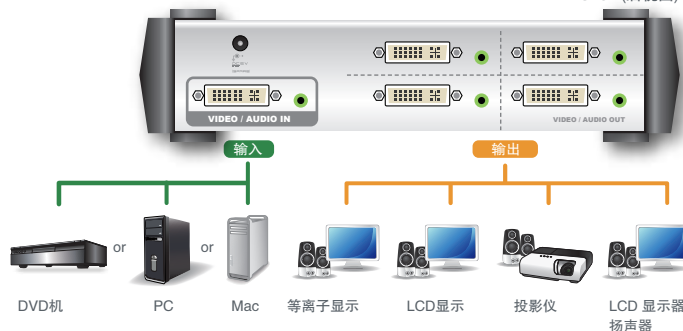 VIDEO / AUDIO IN
VIDEO / AUDIO OUT
输入
输出
or
or
DVD机
PC
Mac
等离子显示
LCD显示
投影仪
LCD 显示器
扬声器